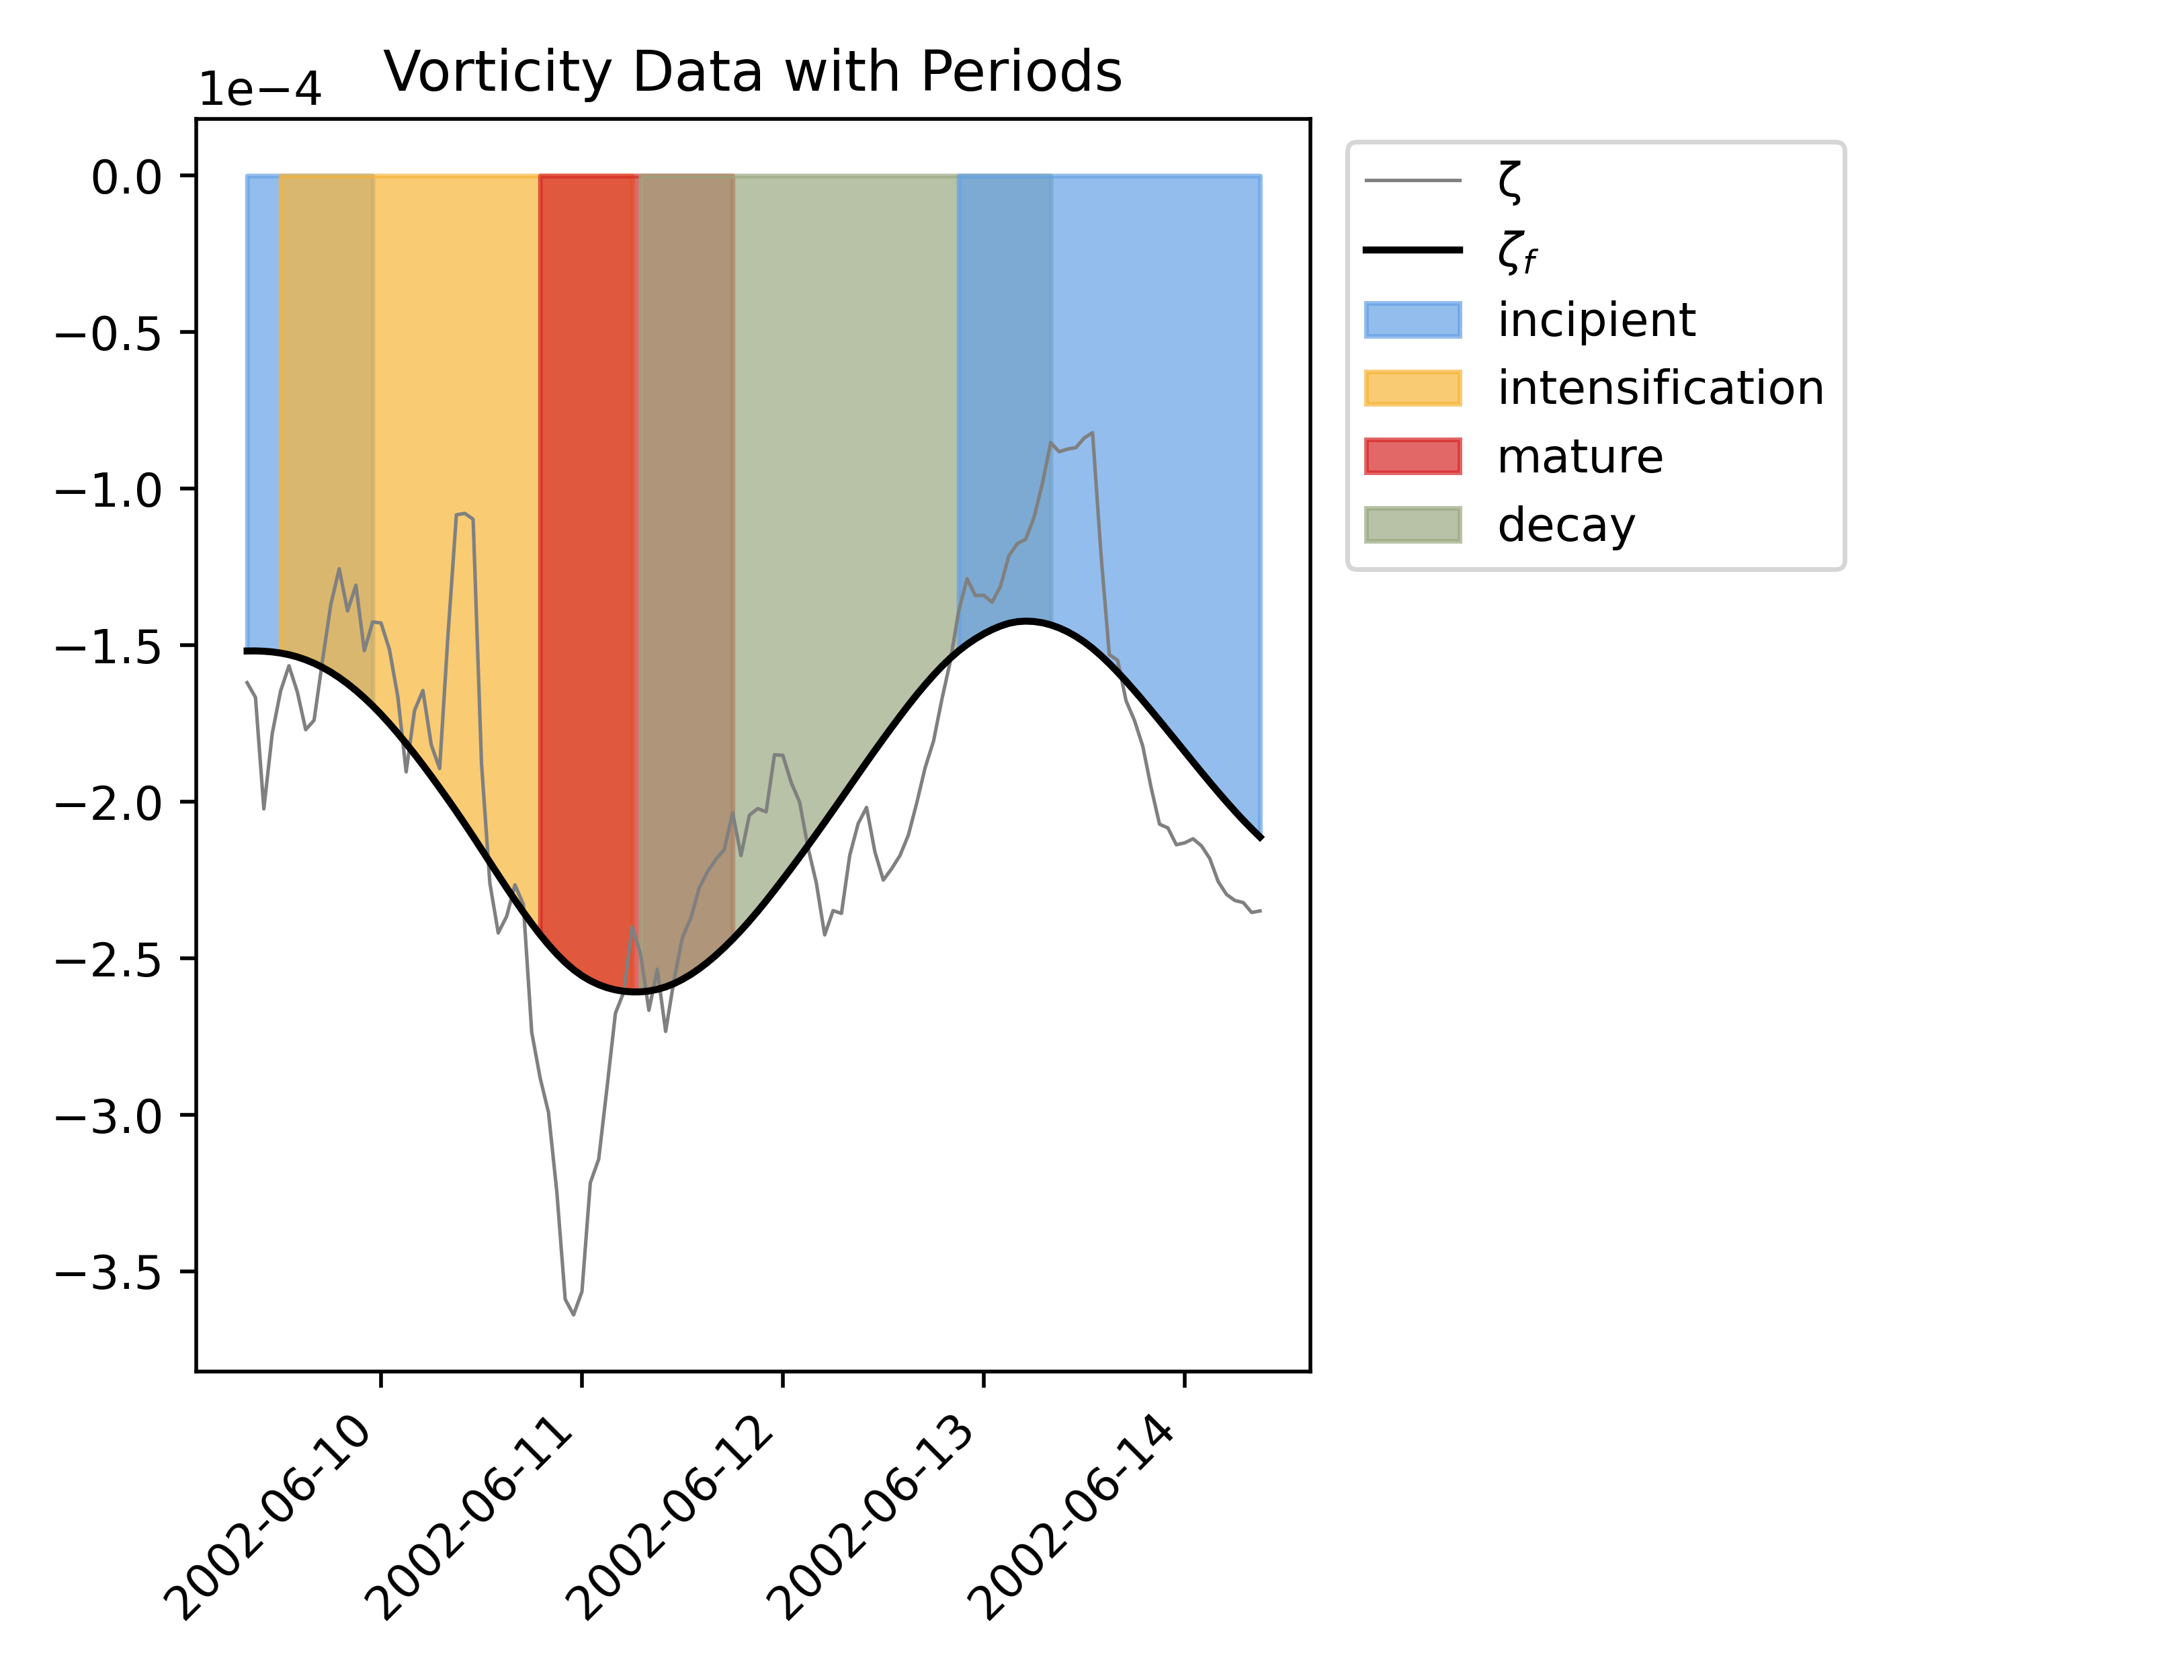 Vorticity Data with Periods
1e−4
0.0
−0.5
−1.0
−1.5
−2.0
−2.5
−3.0
−3.5
2002-06-10
2002-06-11
2002-06-12
2002-06-13
2002-06-14
ζ
ζf
incipient
intensification
mature
decay